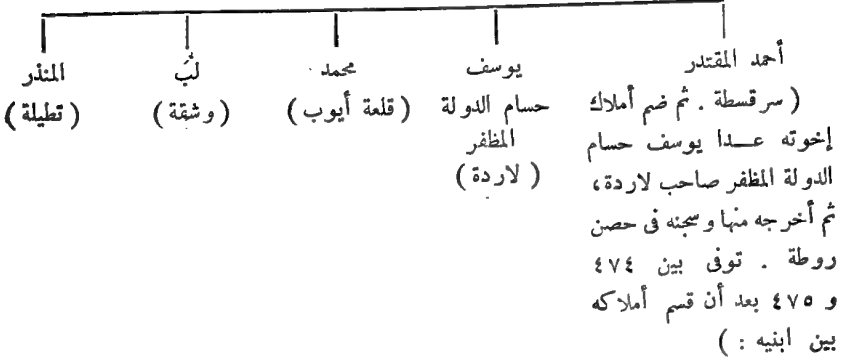 أحمد المقتدر
( سرقسطة . ثم ضم أملاك
إخوته عــدا يوسف حسام
الدولة المظفر صاحب لاردة،
ثم أخرجه منها وسجنه فى حصن
روطة . توفى بين ٤٧٤
و ٤٧٥ بعد أن قسم أملاكه
بين ابنيه : )
يوسف
حسام الدولة
المظفر
( لاردة )
محمد
( قلعة أيوب )
لُبّ
( وشقة )
المنذر
( تطيلة )